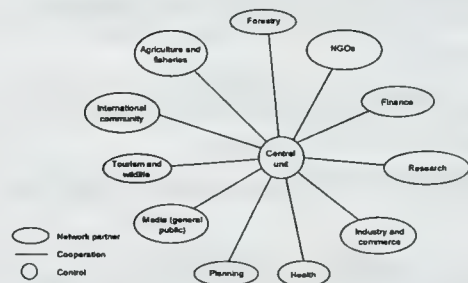 Forestry
Agriculture and
fisheries
NGOs
International
community
Finance
Central
unit
Tourism and
wildlife
Research
Media (general
public)
Industry and
commerce
Planning
Health
Network partner
Cooperation
Control